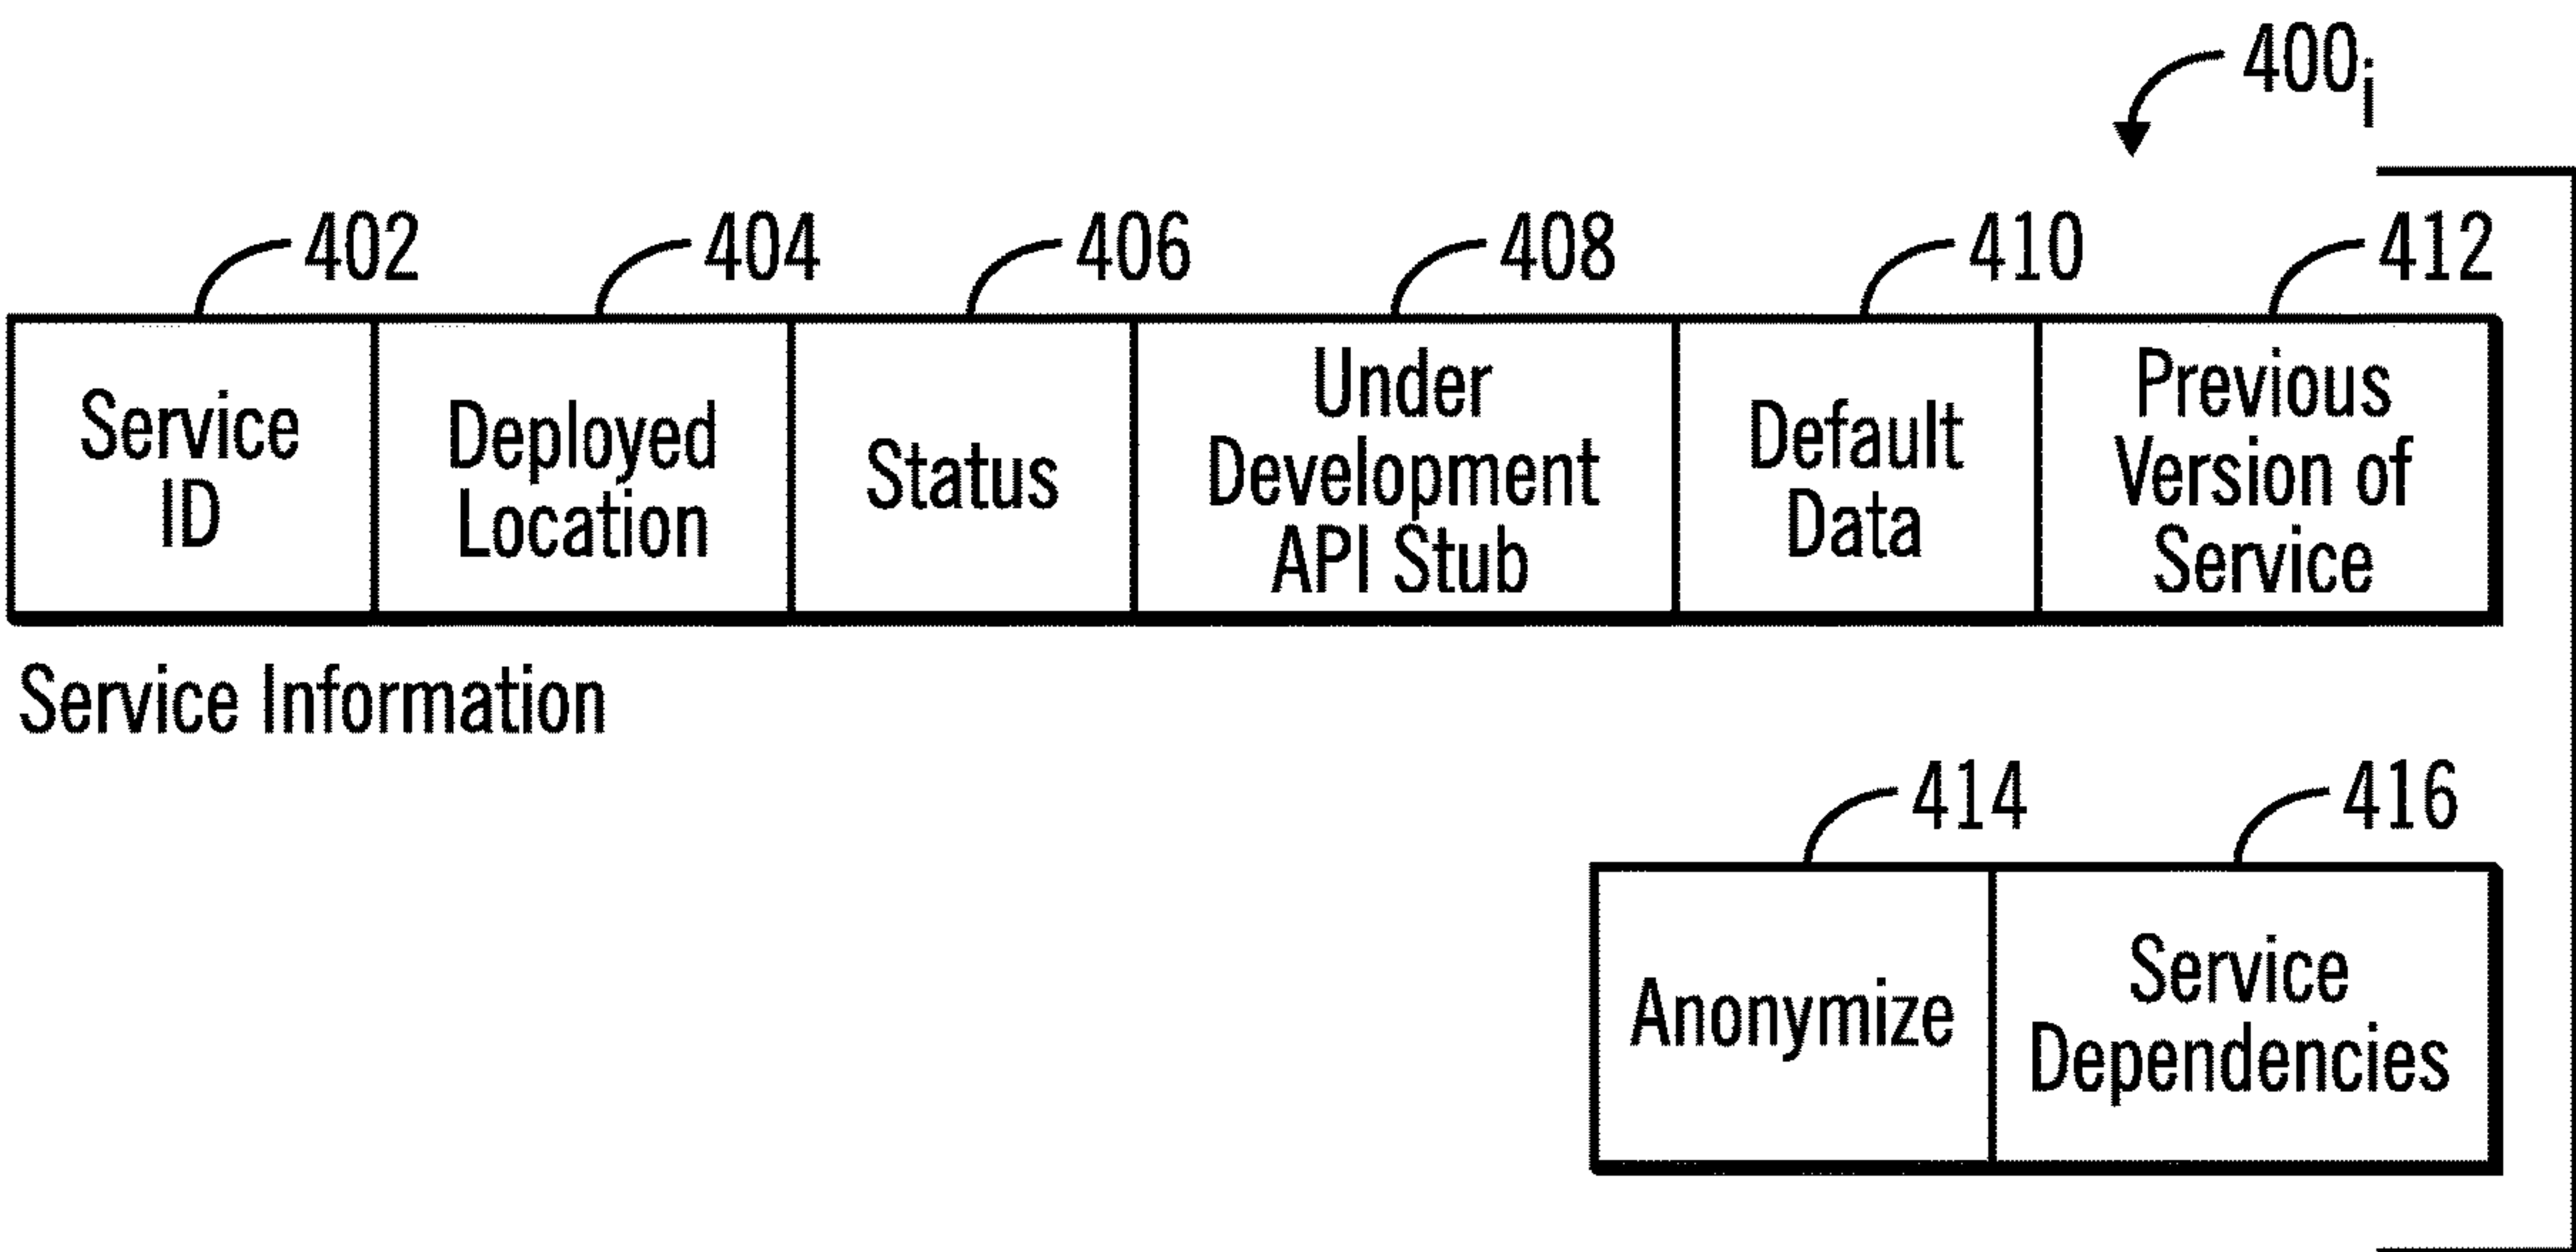 400i
402
404
406
408
410
412
Service
ID
Deployed
Location
Status
Under
Development
API Stub
Default
Data
Previous
Version of
Service
Service Information
414
416
Anonymize
Service
Dependencies